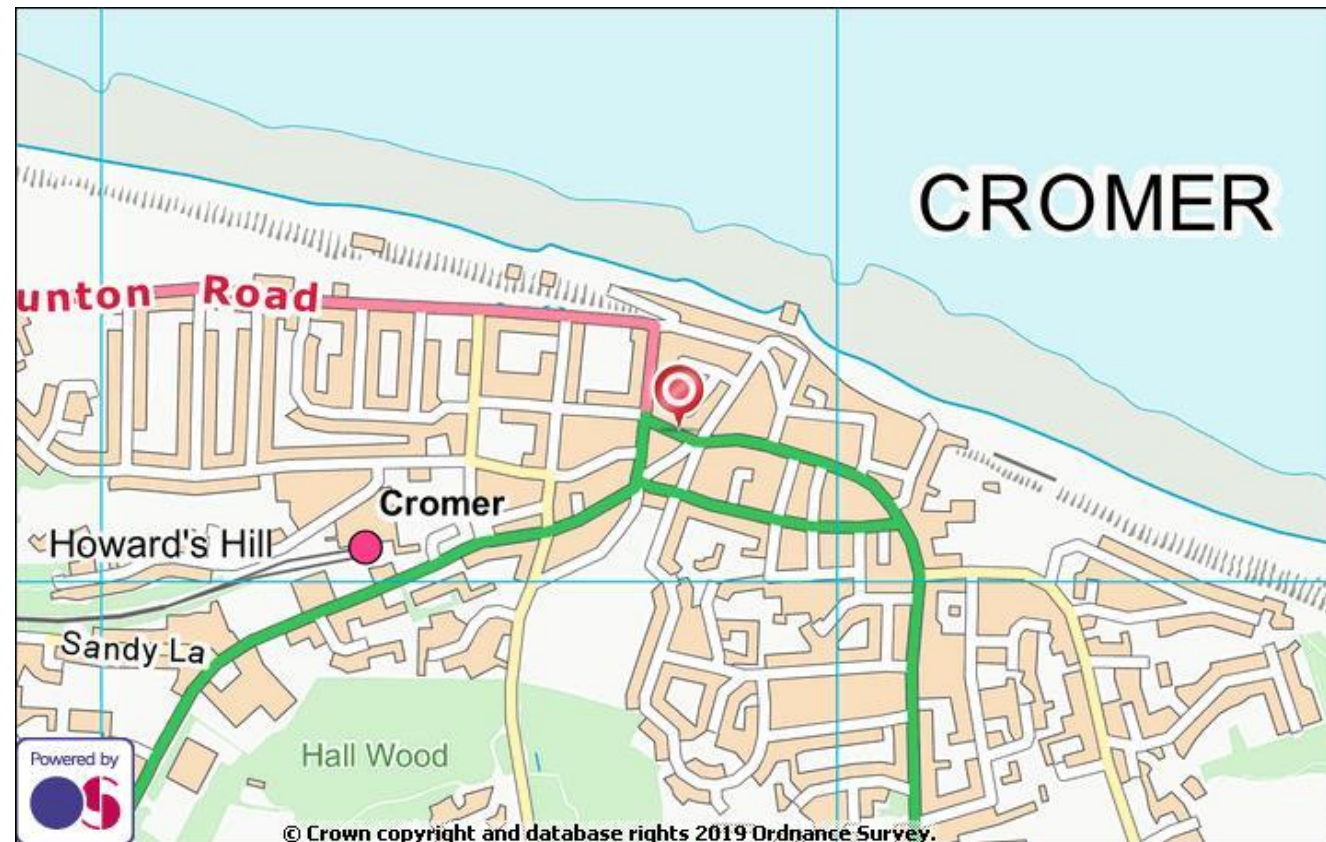 CROMER
unton Road
Cromer
Howard's Hill
Sandy La
Hall Wood
Powered by
OS
© Crown copyright and database rights 2019 Ordnance Survey.